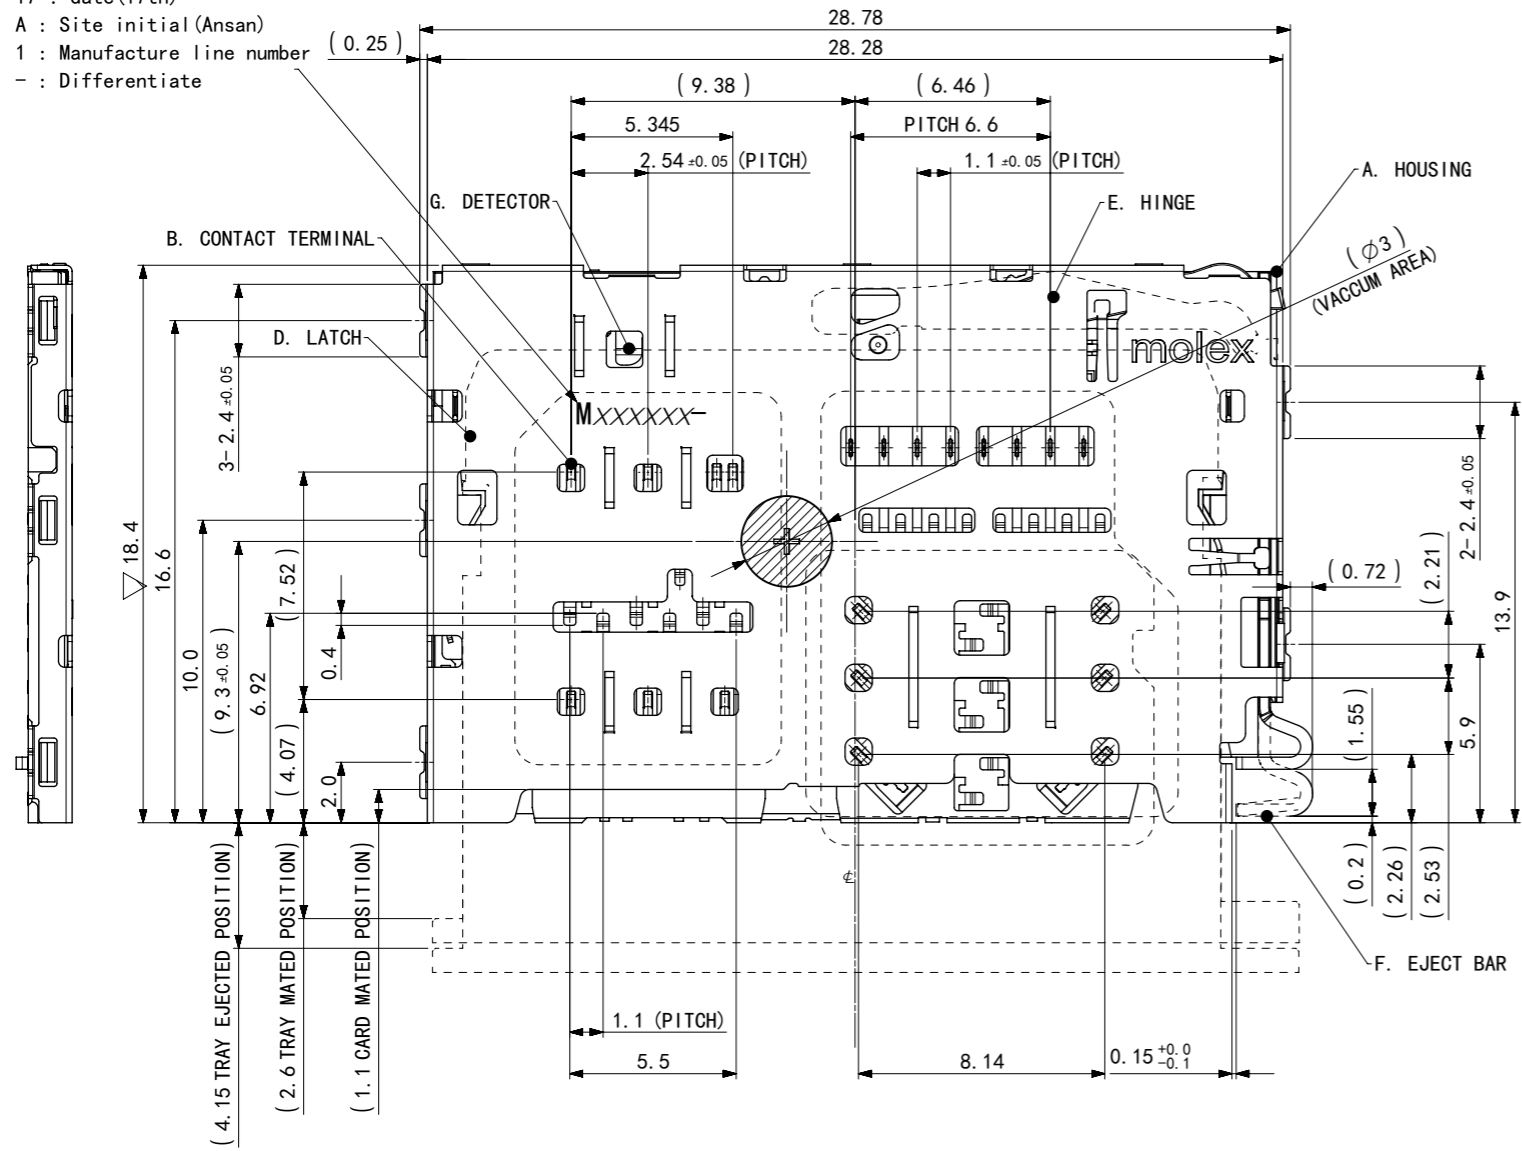 A : Site initial(Ansan)
1 : Manufacture line number
- : Differentiate
28.78
( 0.25 )
28.28
( 9.38 )
( 6.46 )
5.345
PITCH 6.6
2.54 ±0.05 (PITCH)
1.1 ±0.05 (PITCH)
A. HOUSING
G. DETECTOR
E. HINGE
B. CONTACT TERMINAL
( Ø3 )
(VACCUM AREA)
D. LATCH
molex
MXXXXXX-
3-2.4 ±0.05
2-2.4 ±0.05
18.4
16.6
10.0
( 9.3 ±0.05 )
6.92
( 7.52 )
0.4
( 4.07 )
2.0
( 0.72 )
( 2.21 )
13.9
( 1.55 )
5.9
( 0.2 )
( 2.26 )
( 2.53 )
℄
( 4.15 TRAY EJECTED POSITION)
( 2.6 TRAY MATED POSITION)
( 1.1 CARD MATED POSITION)
F. EJECT BAR
1.1 (PITCH)
5.5
8.14
0.15 +0.0 -0.1